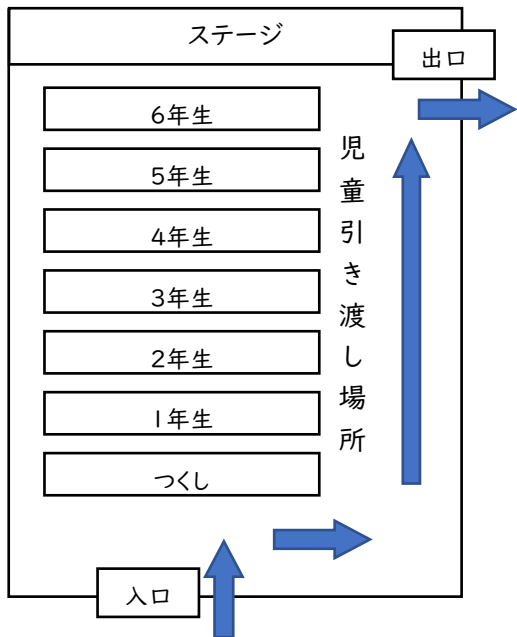 ステージ
出口
6年生
5年生
4年生
3年生
2年生
1年生
つくし
児童引き渡し場所
入口